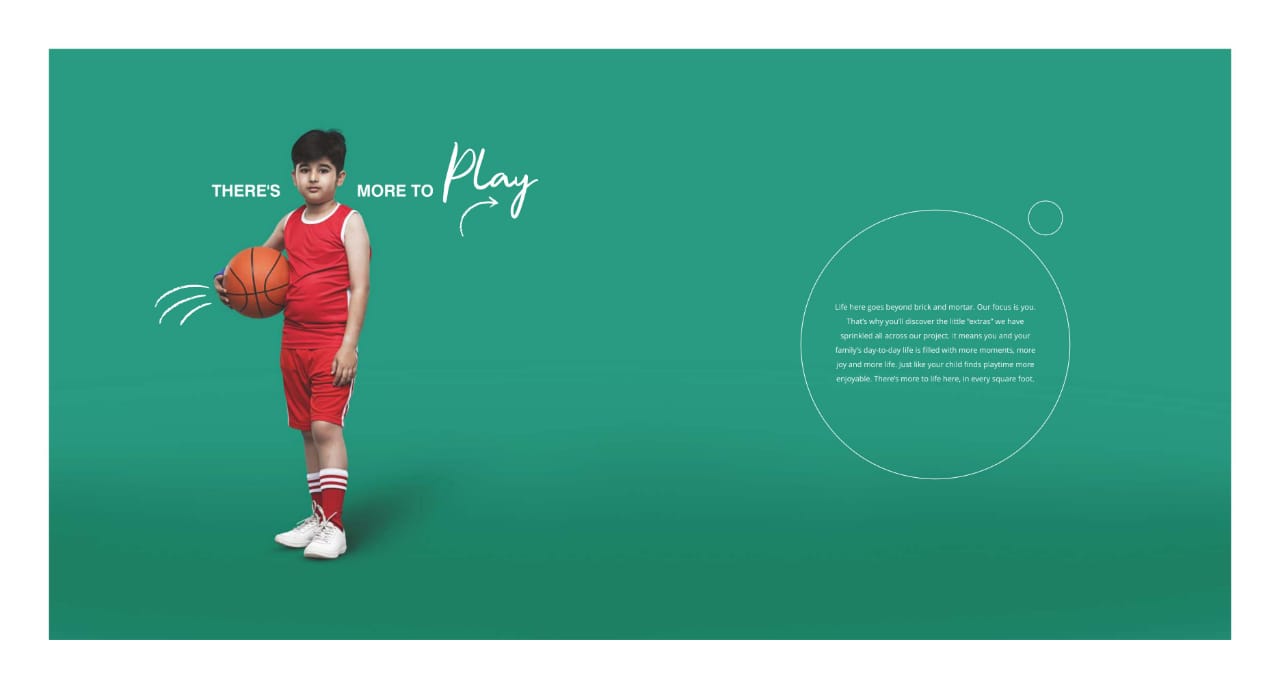 THERE'S MORE TO Play
Life here goes beyond brick and mortar. Our focus is you.
That's why you'll discover the little "extras" we have
sprinkled all across our project. It means you and your
family's day-to-day life is filled with more moments, more
joy and more life. Just like your child finds playtime more
enjoyable. There's more to life here, in every square foot.